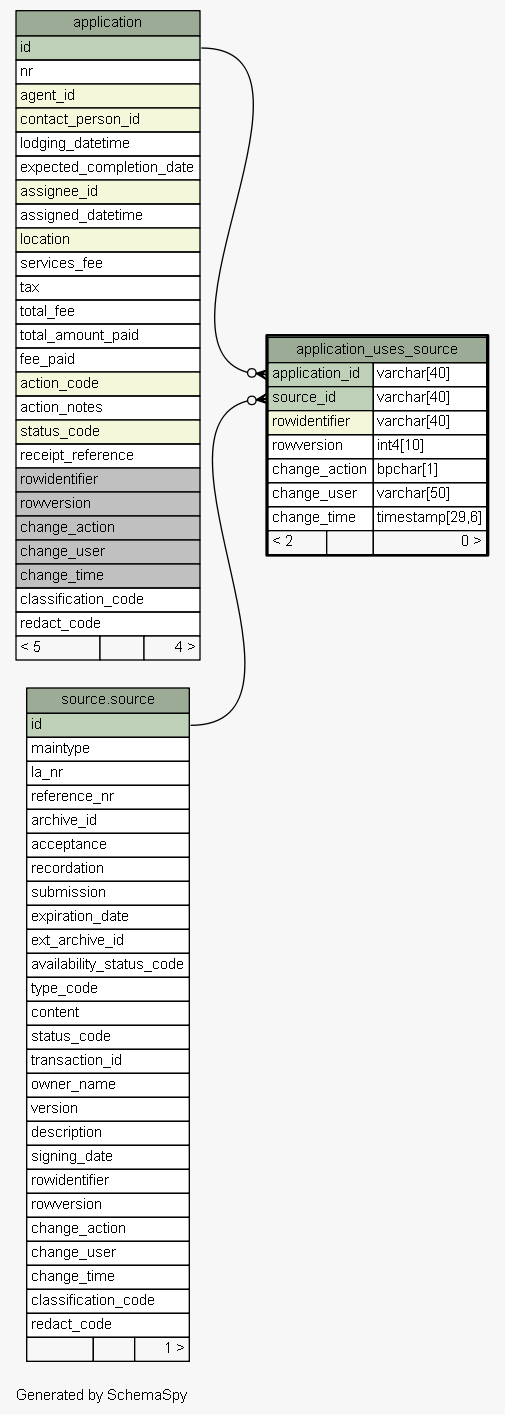 application
id
nr
agent_id
contact_person_id
lodging_datetime
expected_completion_date
assignee_id
assigned_datetime
location
services_fee
tax
total_fee
total_amount_paid
fee_paid
action_code
action_notes
status_code
receipt_reference
rowidentifier
rowversion
change_action
change_user
change_time
classification_code
redact_code
< 5 4 >
application_uses_source
application_id varchar[40]
source_id varchar[40]
rowidentifier varchar[40]
rowversion int4[10]
change_action bpchar[1]
change_user varchar[50]
change_time timestamp[29,6]
< 2 0 >
source.source
id
maintype
la_nr
reference_nr
archive_id
acceptance
recordation
submission
expiration_date
ext_archive_id
availability_status_code
type_code
content
status_code
transaction_id
owner_name
version
description
signing_date
rowidentifier
rowversion
change_action
change_user
change_time
classification_code
redact_code
1 >
Generated by SchemaSpy